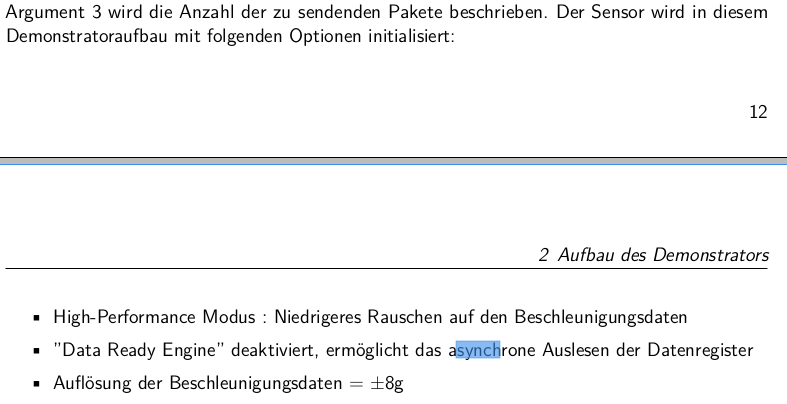 Argument 3 wird die Anzahl der zu sendenden Pakete beschrieben. Der Sensor wird in diesem
Demonstratoraufbau mit folgenden Optionen initialisiert:
12
2 Aufbau des Demonstrators
▪ High-Performance Modus : Niedrigeres Rauschen auf den Beschleunigungsdaten
▪ ”Data Ready Engine” deaktiviert, ermöglicht das asynchrone Auslesen der Datenregister
▪ Auflösung der Beschleunigungsdaten = ±8g